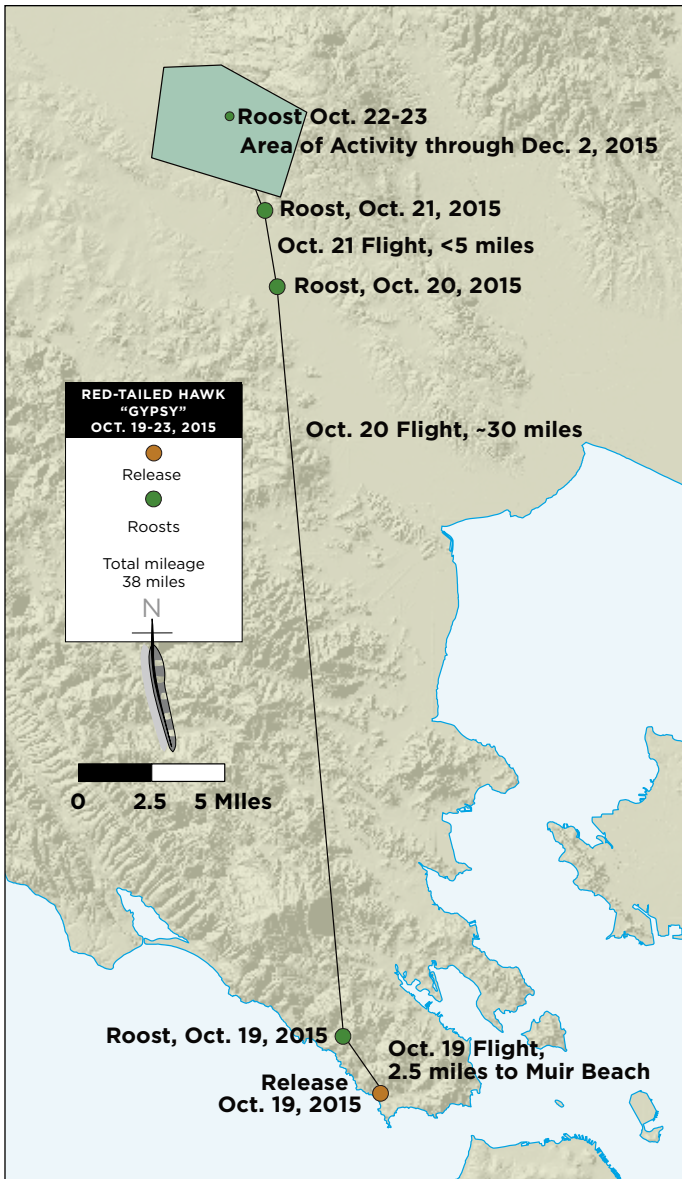 Roost Oct. 22-23
Area of Activity through Dec. 2, 2015
Roost, Oct. 21, 2015
Oct. 21 Flight, <5 miles
Roost, Oct. 20, 2015
RED-TAILED HAWK
“GYPSY”
OCT. 19-23, 2015
Release
Roosts
Total mileage
38 miles
N
Oct. 20 Flight, ~30 miles
0 2.5 5 MIles
Roost, Oct. 19, 2015
Oct. 19 Flight,
2.5 miles to Muir Beach
Release
Oct. 19, 2015